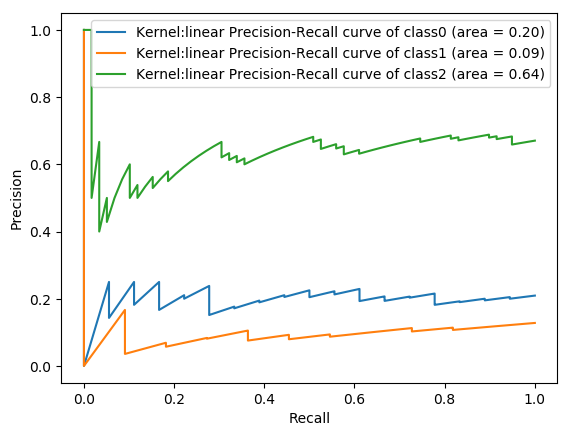 Kernel:linear Precision-Recall curve of class0 (area = 0.20)
Kernel:linear Precision-Recall curve of class1 (area = 0.09)
Kernel:linear Precision-Recall curve of class2 (area = 0.64)
1.0
0.8
0.6
0.4
0.2
0.0
Precision
0.0 0.2 0.4 0.6 0.8 1.0
Recall